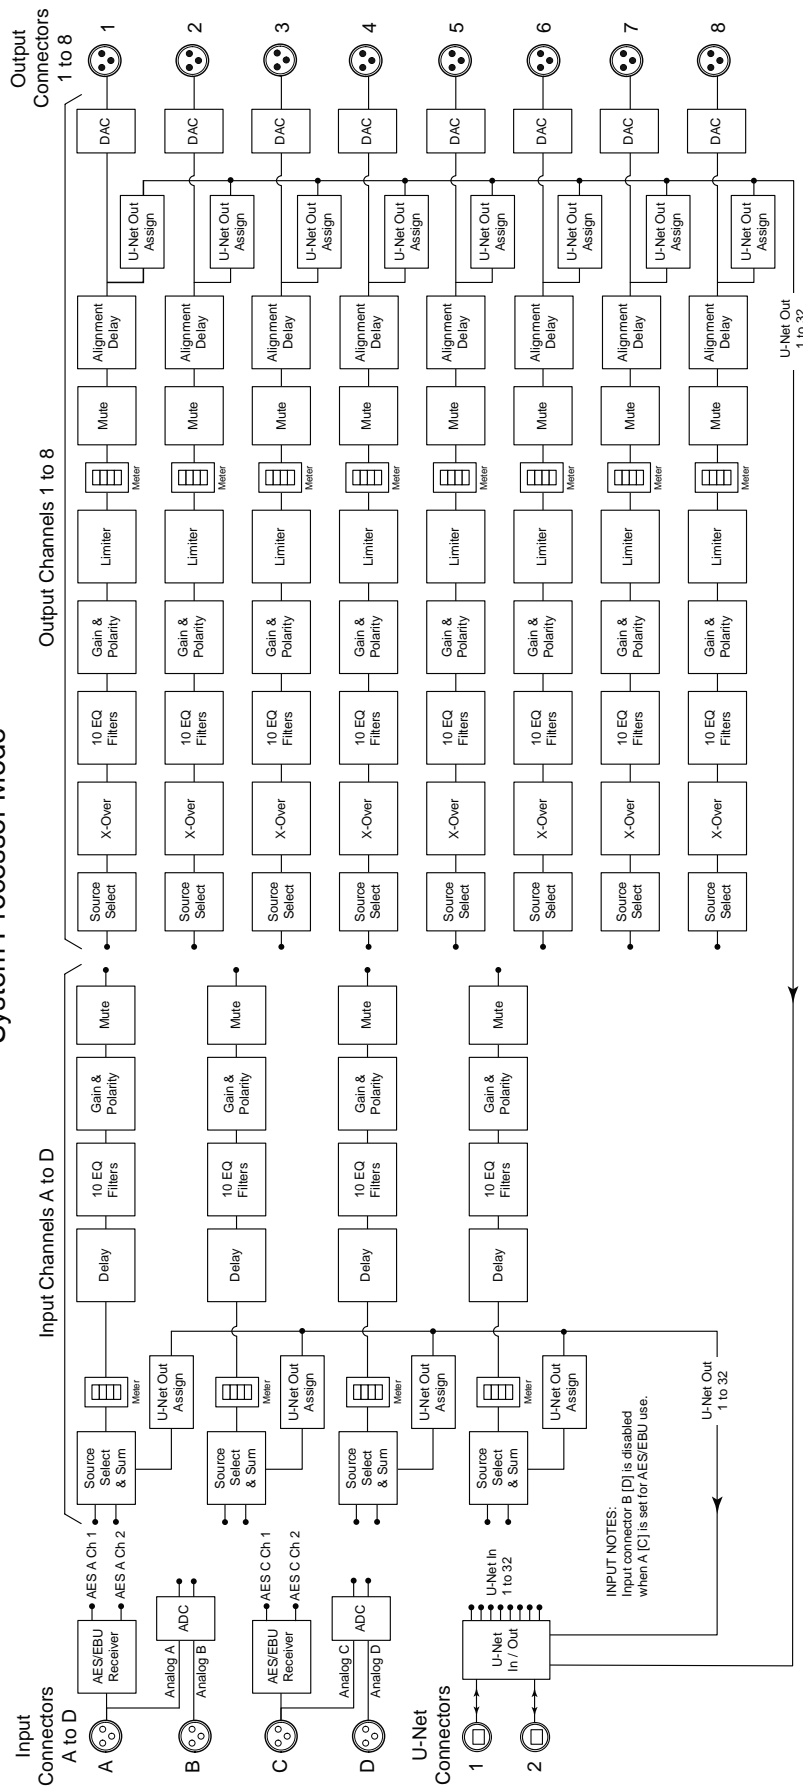 System Processor Mode
Input
Connectors
A to D
Input Channels A to D
Output Channels 1 to 8
Output
Connectors
1 to 8
A
AES/EBU
Receiver
AES A Ch 1
AES A Ch 2
Source
Select
& Sum
Meter
Delay
10 EQ
Filters
Gain &
Polarity
Mute
Source
Select
X-Over
10 EQ
Filters
Gain &
Polarity
Limiter
Meter
Mute
Alignment
Delay
U-Net Out
Assign
DAC
1
Analog A
Analog B
ADC
B
U-Net Out
Assign
Source
Select
X-Over
10 EQ
Filters
Gain &
Polarity
Limiter
Meter
Mute
Alignment
Delay
U-Net Out
Assign
DAC
2
Source
Select
& Sum
Meter
Delay
10 EQ
Filters
Gain &
Polarity
Mute
C
AES/EBU
Receiver
AES C Ch 1
AES C Ch 2
U-Net Out
Assign
Source
Select
X-Over
10 EQ
Filters
Gain &
Polarity
Limiter
Meter
Mute
Alignment
Delay
U-Net Out
Assign
DAC
3
Analog C
Analog D
ADC
D
Source
Select
& Sum
Meter
Delay
10 EQ
Filters
Gain &
Polarity
Mute
Source
Select
X-Over
10 EQ
Filters
Gain &
Polarity
Limiter
Meter
Mute
Alignment
Delay
U-Net Out
Assign
DAC
4
U-Net Out
Assign
U-Net
Connectors
1
U-Net
In / Out
U-Net In
1 to 32
Source
Select
& Sum
Meter
Delay
10 EQ
Filters
Gain &
Polarity
Mute
Source
Select
X-Over
10 EQ
Filters
Gain &
Polarity
Limiter
Meter
Mute
Alignment
Delay
U-Net Out
Assign
DAC
5
2
U-Net Out
Assign
Source
Select
X-Over
10 EQ
Filters
Gain &
Polarity
Limiter
Meter
Mute
Alignment
Delay
U-Net Out
Assign
DAC
6
INPUT NOTES:
Input connector B [D] is disabled
when A [C] is set for AES/EBU use.
Source
Select
X-Over
10 EQ
Filters
Gain &
Polarity
Limiter
Meter
Mute
Alignment
Delay
U-Net Out
Assign
DAC
7
U-Net Out
1 to 32
Source
Select
X-Over
10 EQ
Filters
Gain &
Polarity
Limiter
Meter
Mute
Alignment
Delay
U-Net Out
Assign
DAC
8
U-Net Out
1 to 32